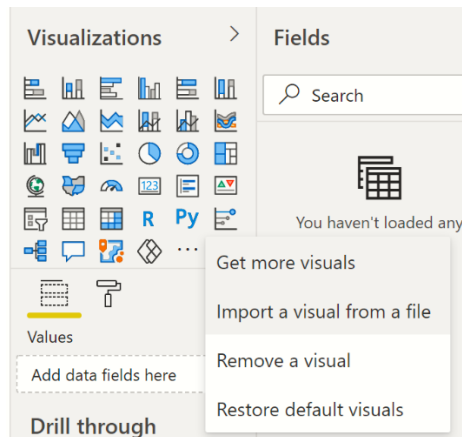 Visualizations
Fields
Search
123
R
Py
You haven't loaded any
Get more visuals
Import a visual from a file
Remove a visual
Restore default visuals
Values
Add data fields here
Drill through